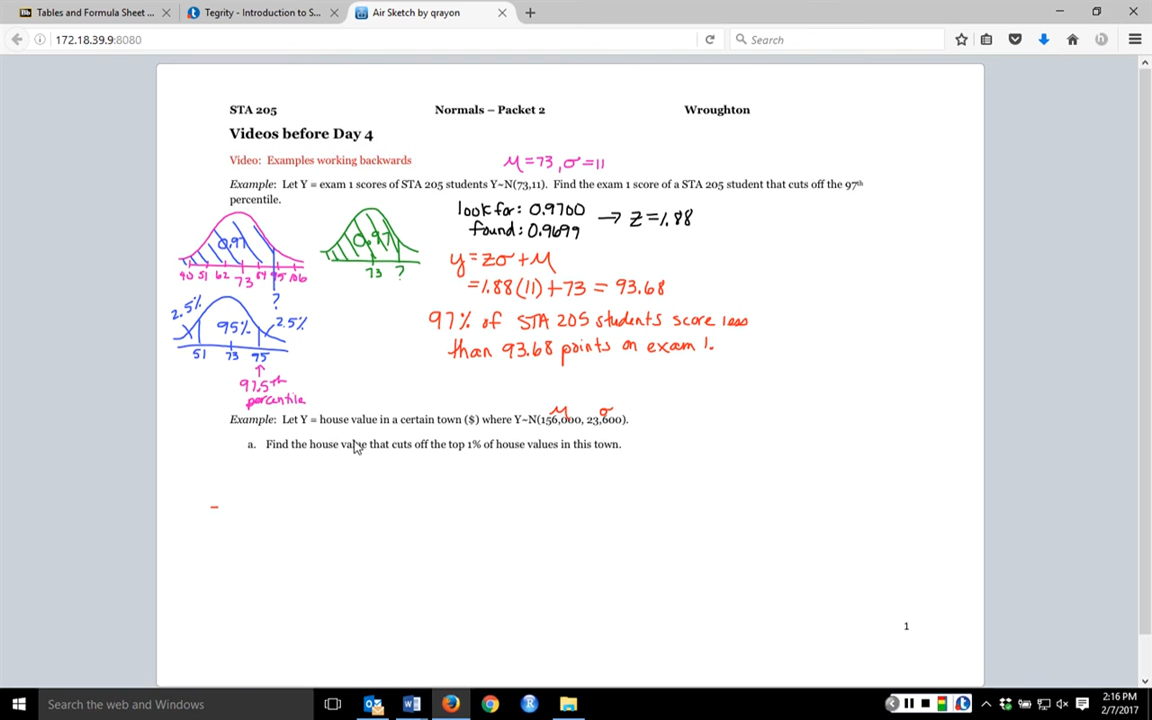 Tables and Formula Sheet ...
Tegrity - Introduction to S...
Air Sketch by qrayon
172.18.39.9:8080
Search
STA 205 Normals – Packet 2 Wroughton
Videos before Day 4
Video: Examples working backwards
μ=73, σ=11
Example: Let Y = exam 1 scores of STA 205 students Y~N(73,11). Find the exam 1 score of a STA 205 student that cuts off the 97th
percentile.
look for: 0.9700
found: 0.9699
→ z=1.88
0.97
40 51 62 73 84 95 106
?
0.97
73 ?
y=zσ+μ
=1.88(11)+73 = 93.68
97% of STA 205 students score less
than 93.68 points on exam 1.
2.5%
95%
2.5%
51 73 95
↑
97.5th
percentile
μ σ
Example: Let Y = house value in a certain town ($) where Y~N(156,000, 23,600).
a. Find the house value that cuts off the top 1% of house values in this town.
1
Search the web and Windows
2:16 PM
2/7/2017